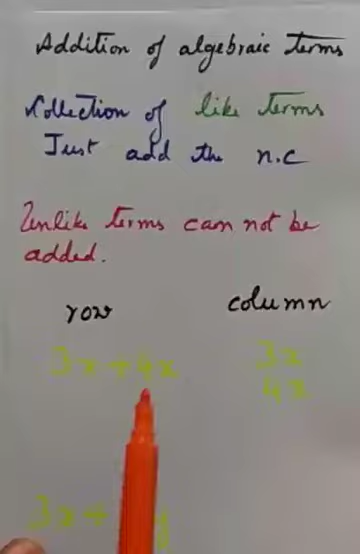 Addition of algebraic terms
Collection of like terms
Just add the n.c
Unlike terms can not be
added.
row column
3x + 4x 3x
4x
3x + y